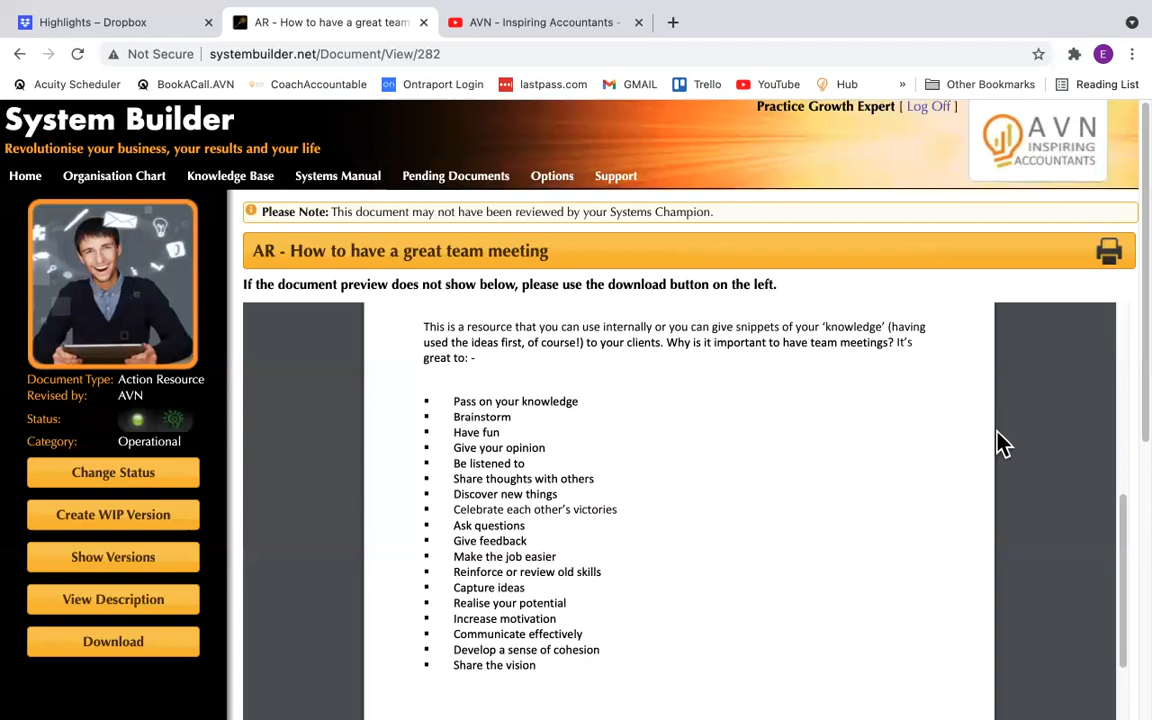 Highlights – Dropbox
AR - How to have a great team
AVN - Inspiring Accountants -
Not Secure
systembuilder.net/Document/View/282
E
Acuity Scheduler
BookACall.AVN
CoachAccountable
on
Ontraport Login
lastpass.com
GMAIL
Trello
YouTube
Hub
»
Other Bookmarks
Reading List
System Builder
Revolutionise your business, your results and your life
Practice Growth Expert [ Log Off ]
AVN
INSPIRING
ACCOUNTANTS
Home
Organisation Chart
Knowledge Base
Systems Manual
Pending Documents
Options
Support
Please Note: This document may not have been reviewed by your Systems Champion.
AR - How to have a great team meeting
If the document preview does not show below, please use the download button on the left.
Document Type: Action Resource
Revised by: AVN
Status:
Category: Operational
Change Status
Create WIP Version
Show Versions
View Description
Download
This is a resource that you can use internally or you can give snippets of your ‘knowledge’ (having
used the ideas first, of course!) to your clients. Why is it important to have team meetings? It’s
great to: -
▪ Pass on your knowledge
▪ Brainstorm
▪ Have fun
▪ Give your opinion
▪ Be listened to
▪ Share thoughts with others
▪ Discover new things
▪ Celebrate each other’s victories
▪ Ask questions
▪ Give feedback
▪ Make the job easier
▪ Reinforce or review old skills
▪ Capture ideas
▪ Realise your potential
▪ Increase motivation
▪ Communicate effectively
▪ Develop a sense of cohesion
▪ Share the vision